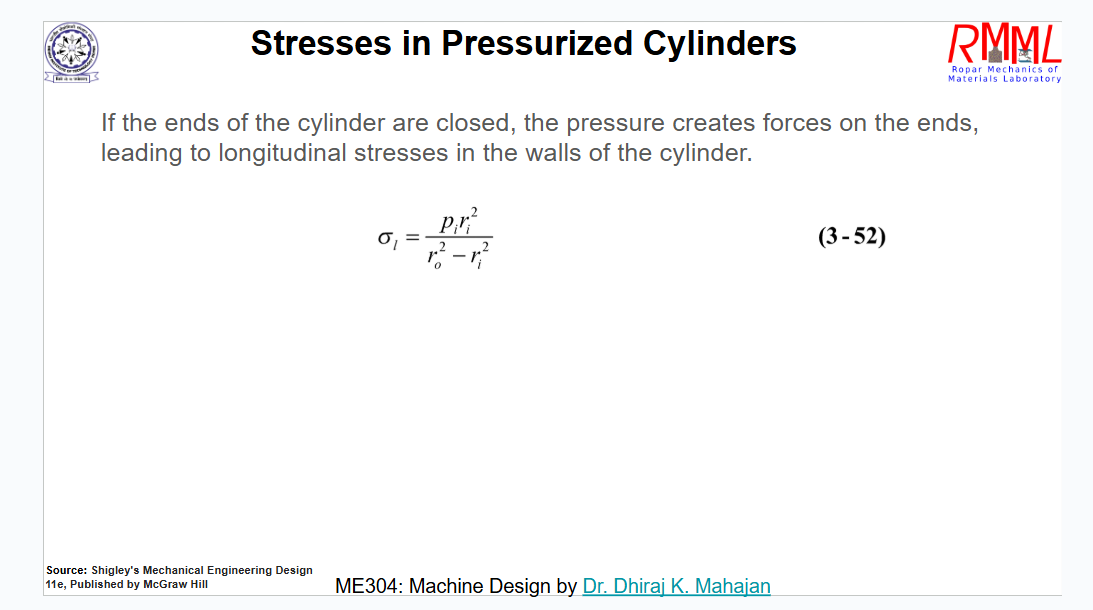 Stresses in Pressurized Cylinders
RMML
Ropar Mechanics of
Materials Laboratory
If the ends of the cylinder are closed, the pressure creates forces on the ends,
leading to longitudinal stresses in the walls of the cylinder.
σ_l = p_i r_i^2 / (r_o^2 − r_i^2) (3 - 52)
Source: Shigley's Mechanical Engineering Design
11e, Published by McGraw Hill
ME304: Machine Design by Dr. Dhiraj K. Mahajan